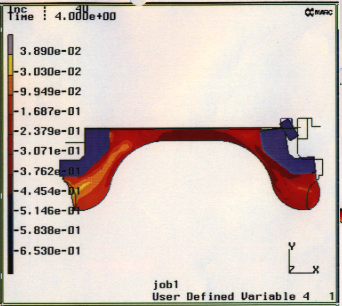 Inc : 40
Time : 4.000e+00
MARC
3.890e-02
-3.030e-02
-9.949e-02
-1.687e-01
-2.379e-01
-3.071e-01
-3.762e-01
-4.454e-01
-5.146e-01
-5.838e-01
-6.530e-01
Y
Z X
job1
User Defined Variable 4 1